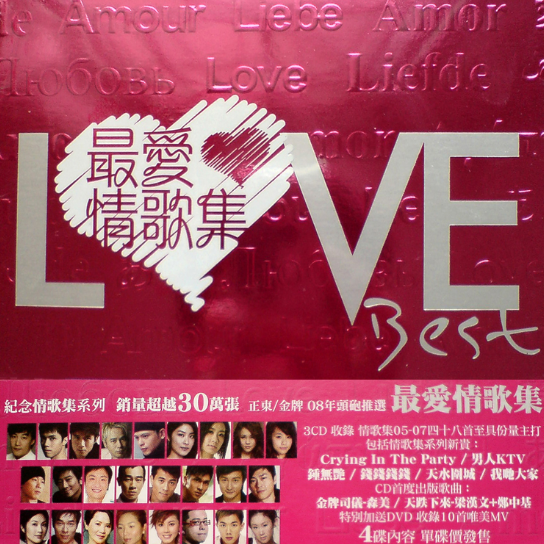 de Amour Liebe Amor
Любовь Love Liefde
LOVE
最愛
情歌集
Best
紀念情歌集系列 銷量超越30萬張 正東/金牌 08年頭砲推選 最愛情歌集
3CD 收錄 情歌集05-07四十八首至具份量主打
包括情歌集系列新貴：
Crying In The Party / 男人KTV
鍾無艷 / 錢錢錢錢 / 天水圍城 / 我哋大家
CD首度出版歌曲：
金牌司儀-森美 / 天跌下來-梁漢文+鄭中基
特別加送DVD 收錄10首唯美MV
4碟內容 單碟價發售